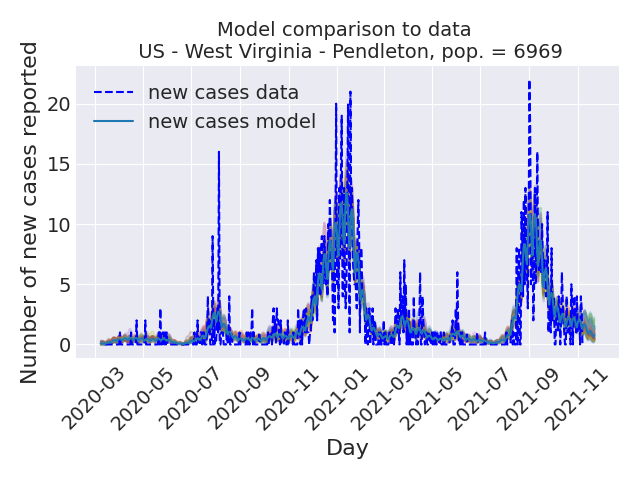 Model comparison to data
US - West Virginia - Pendleton, pop. = 6969
Number of new cases reported
20
15
10
5
0
new cases data
new cases model
2020-03
2020-05
2020-07
2020-09
2020-11
2021-01
2021-03
2021-05
2021-07
2021-09
2021-11
Day